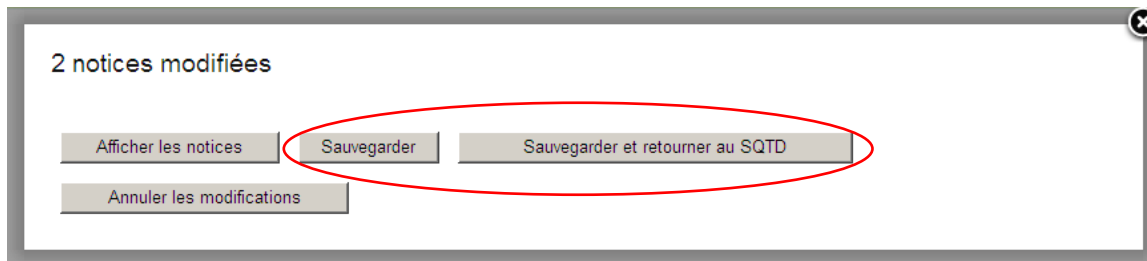 2 notices modifiées
Afficher les notices Sauvegarder Sauvegarder et retourner au SQTD
Annuler les modifications